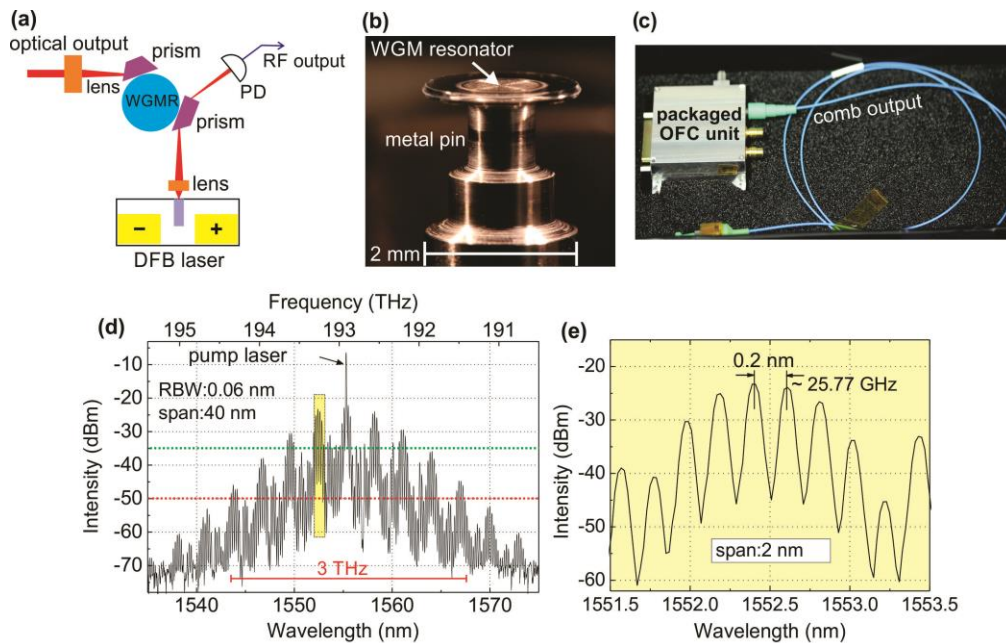 (a)
optical output
prism
lens
WGMR
RF output
PD
prism
lens
− +
DFB laser
(b)
WGM resonator
metal pin
2 mm
(c)
packaged
OFC unit
comb output
Frequency (THz)
195 194 193 192 191
(d)
pump laser
RBW:0.06 nm
span:40 nm
3 THz
-10
-20
-30
-40
-50
-60
-70
Intensity (dBm)
1540 1550 1560 1570
Wavelength (nm)
(e)
0.2 nm
~ 25.77 GHz
span:2 nm
-20
-30
-40
-50
-60
Intensity (dBm)
1551.5 1552.0 1552.5 1553.0 1553.5
Wavelength (nm)